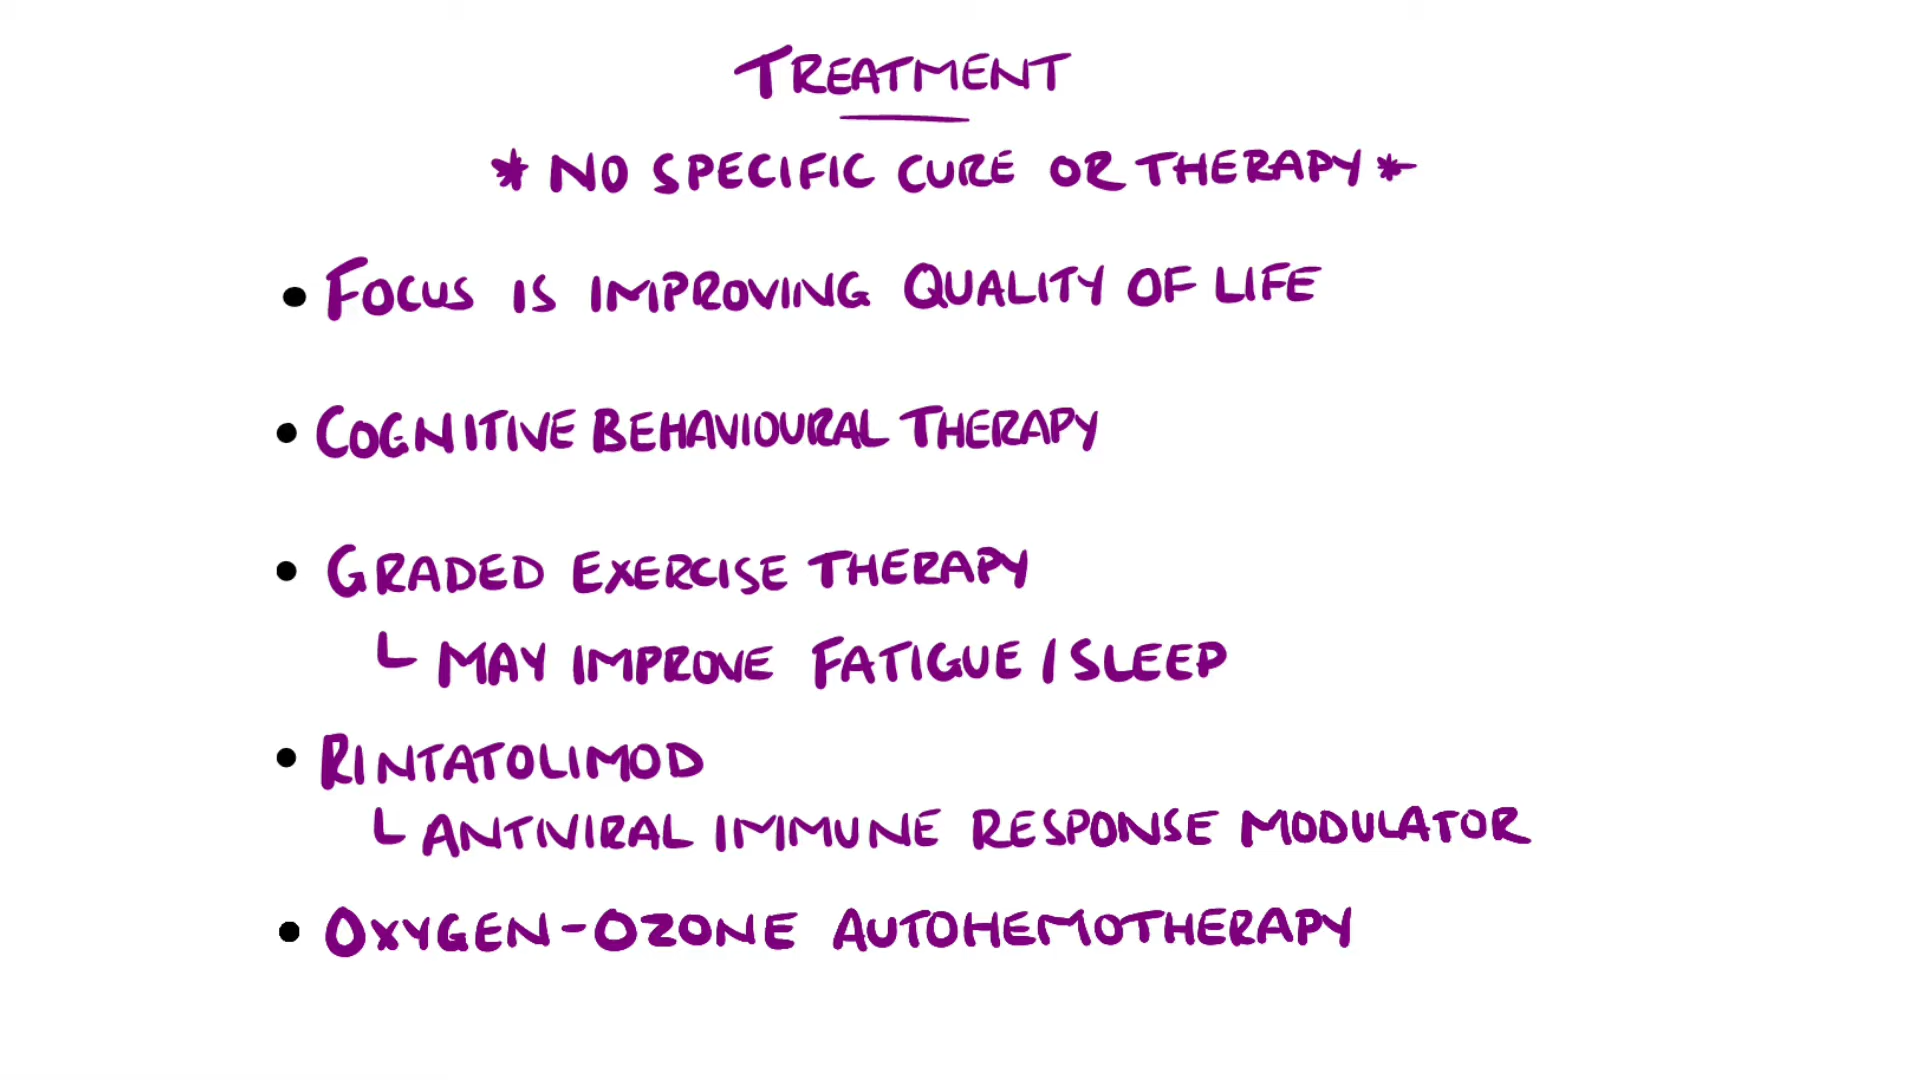 TREATMENT
* NO SPECIFIC CURE OR THERAPY *
• FOCUS IS IMPROVING QUALITY OF LIFE
• COGNITIVE BEHAVIOURAL THERAPY
• GRADED EXERCISE THERAPY
└ MAY IMPROVE FATIGUE / SLEEP
• RINTATOLIMOD
└ ANTIVIRAL IMMUNE RESPONSE MODULATOR
• OXYGEN-OZONE AUTOHEMOTHERAPY